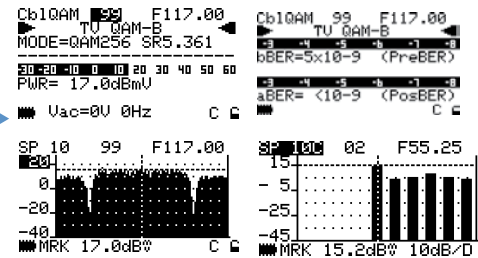 CblQAM 99 F117.00
TV QAM-B
MODE=QAM256 SR5.361
-30 -20 -10 0 10 20 30 40 50 60
PWR= 17.0dBmV
Vac=0V 0Hz C
CblQAM 99 F117.00
TV QAM-B
-3 -4 -5 -6 -7 -8
bBER=5x10-9 (PreBER)
-3 -4 -5 -6 -7 -8
aBER= <10-9 (PosBER)
C
SP 10 99 F117.00
20
0
-20
-40
MRK 17.0dBmV C
SP 10C 02 F55.25
15
- 5
-25
-45
MRK 15.2dBmV 10dB/D